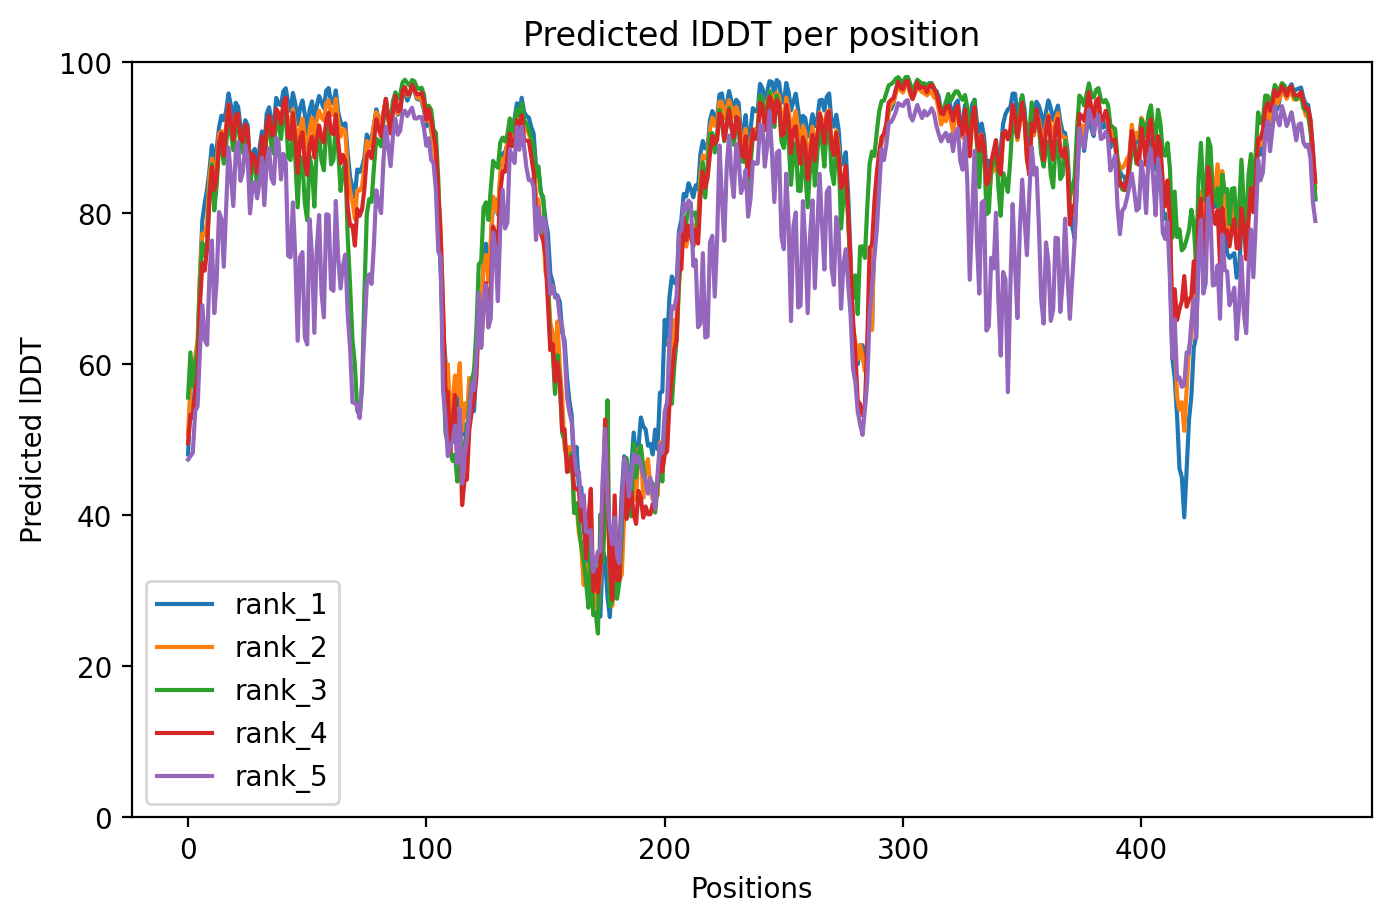 Predicted lDDT per position
100
80
60
40
20
0
Predicted lDDT
rank_1
rank_2
rank_3
rank_4
rank_5
0 100 200 300 400
Positions